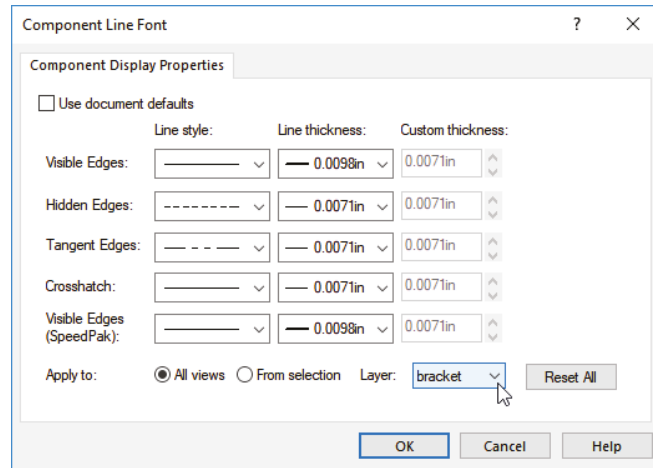 Component Line Font ? ×
Component Display Properties
Use document defaults
Line style: Line thickness: Custom thickness:
Visible Edges: 0.0098in 0.0071in
Hidden Edges: 0.0071in 0.0071in
Tangent Edges: 0.0071in 0.0071in
Crosshatch: 0.0071in 0.0071in
Visible Edges
(SpeedPak): 0.0098in 0.0071in
Apply to: All views From selection Layer: bracket Reset All
OK Cancel Help